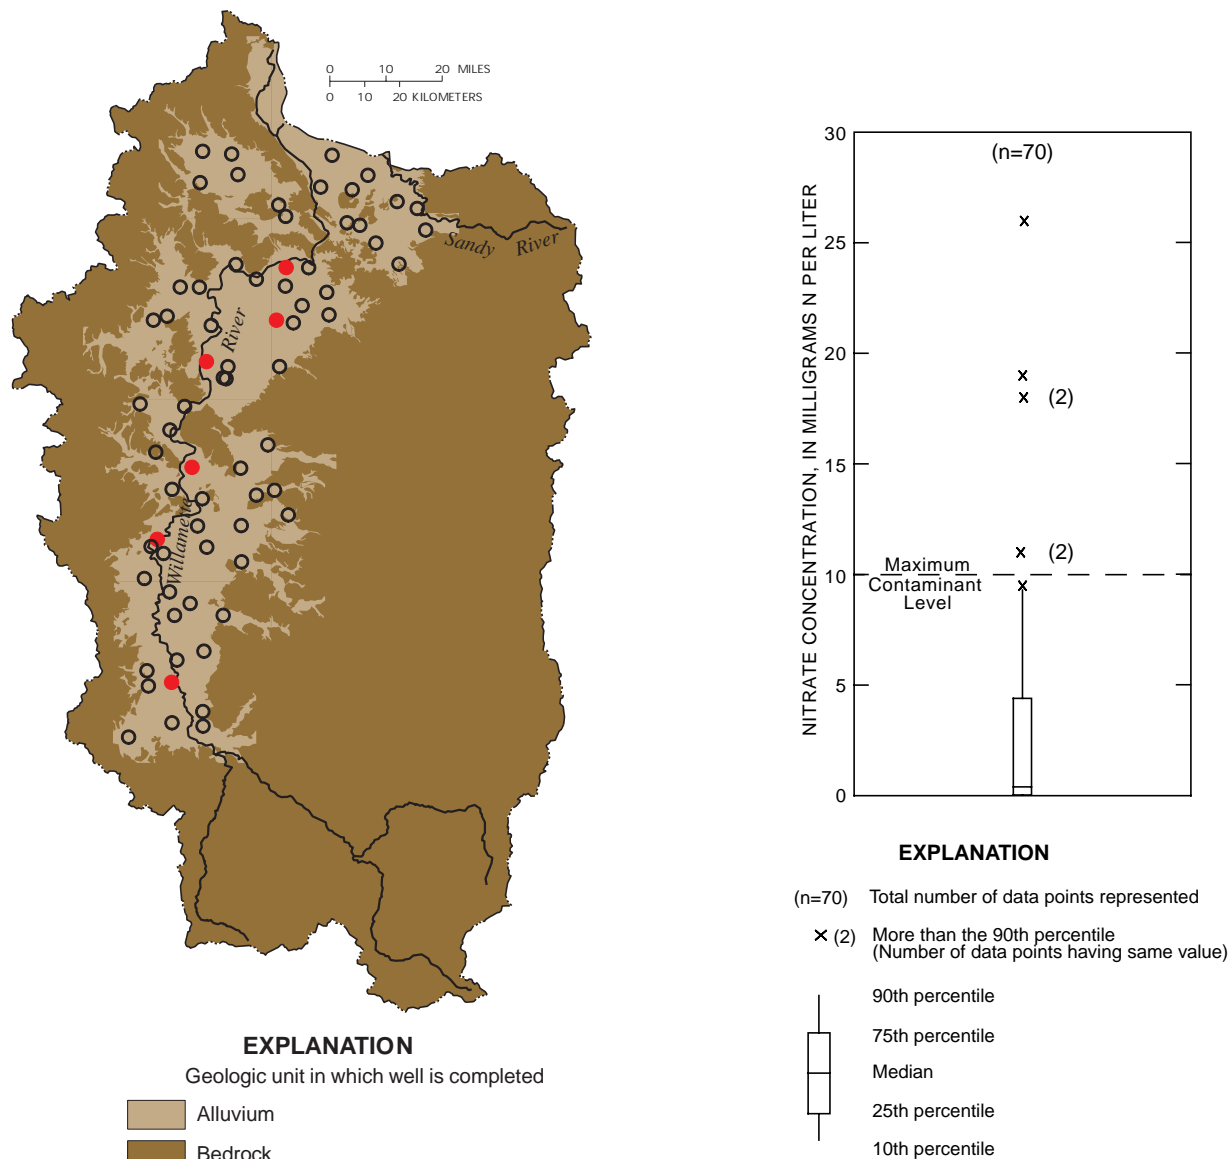 0 10 20 MILES
0 10 20 KILOMETERS
Sandy River
River
Willamette
EXPLANATION
Geologic unit in which well is completed
Alluvium
Bedrock
NITRATE CONCENTRATION, IN MILLIGRAMS N PER LITER
30
25
20
15
10
5
0
(n=70)
(2)
(2)
Maximum
Contaminant
Level
EXPLANATION
(n=70) Total number of data points represented
(2) More than the 90th percentile
(Number of data points having same value)
90th percentile
75th percentile
Median
25th percentile
10th percentile